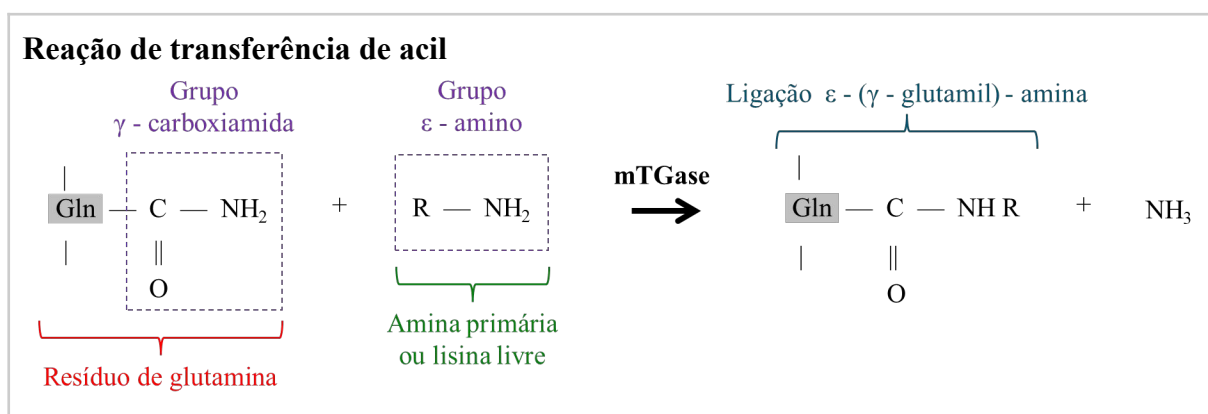 Reação de transferência de acil
Grupo
γ - carboxiamida
Grupo
ε - amino
Ligação ε - (γ - glutamil) - amina
Gln — C — NH₂ + R — NH₂ mTGase Gln — C — NH R + NH₃
O
O
Resíduo de glutamina
Amina primária
ou lisina livre